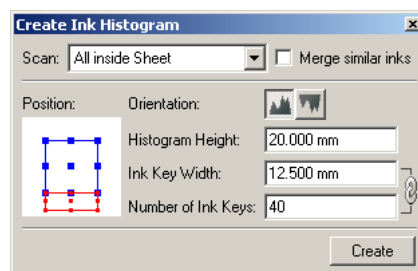 Create Ink Histogram
Scan: All inside Sheet Merge similar inks
Position: Orientation:
Histogram Height: 20.000 mm
Ink Key Width: 12.500 mm
Number of Ink Keys: 40
Create